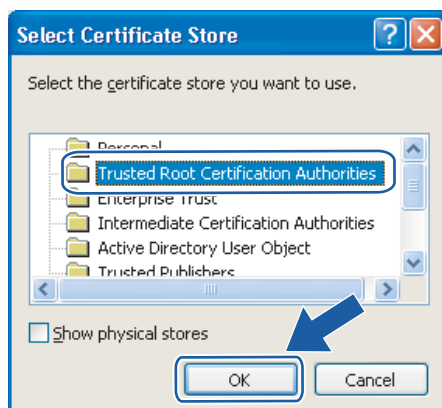 Select Certificate Store
Select the certificate store you want to use.
Personal
Trusted Root Certification Authorities
Enterprise Trust
Intermediate Certification Authorities
Active Directory User Object
Trusted Publishers
Show physical stores
OK Cancel